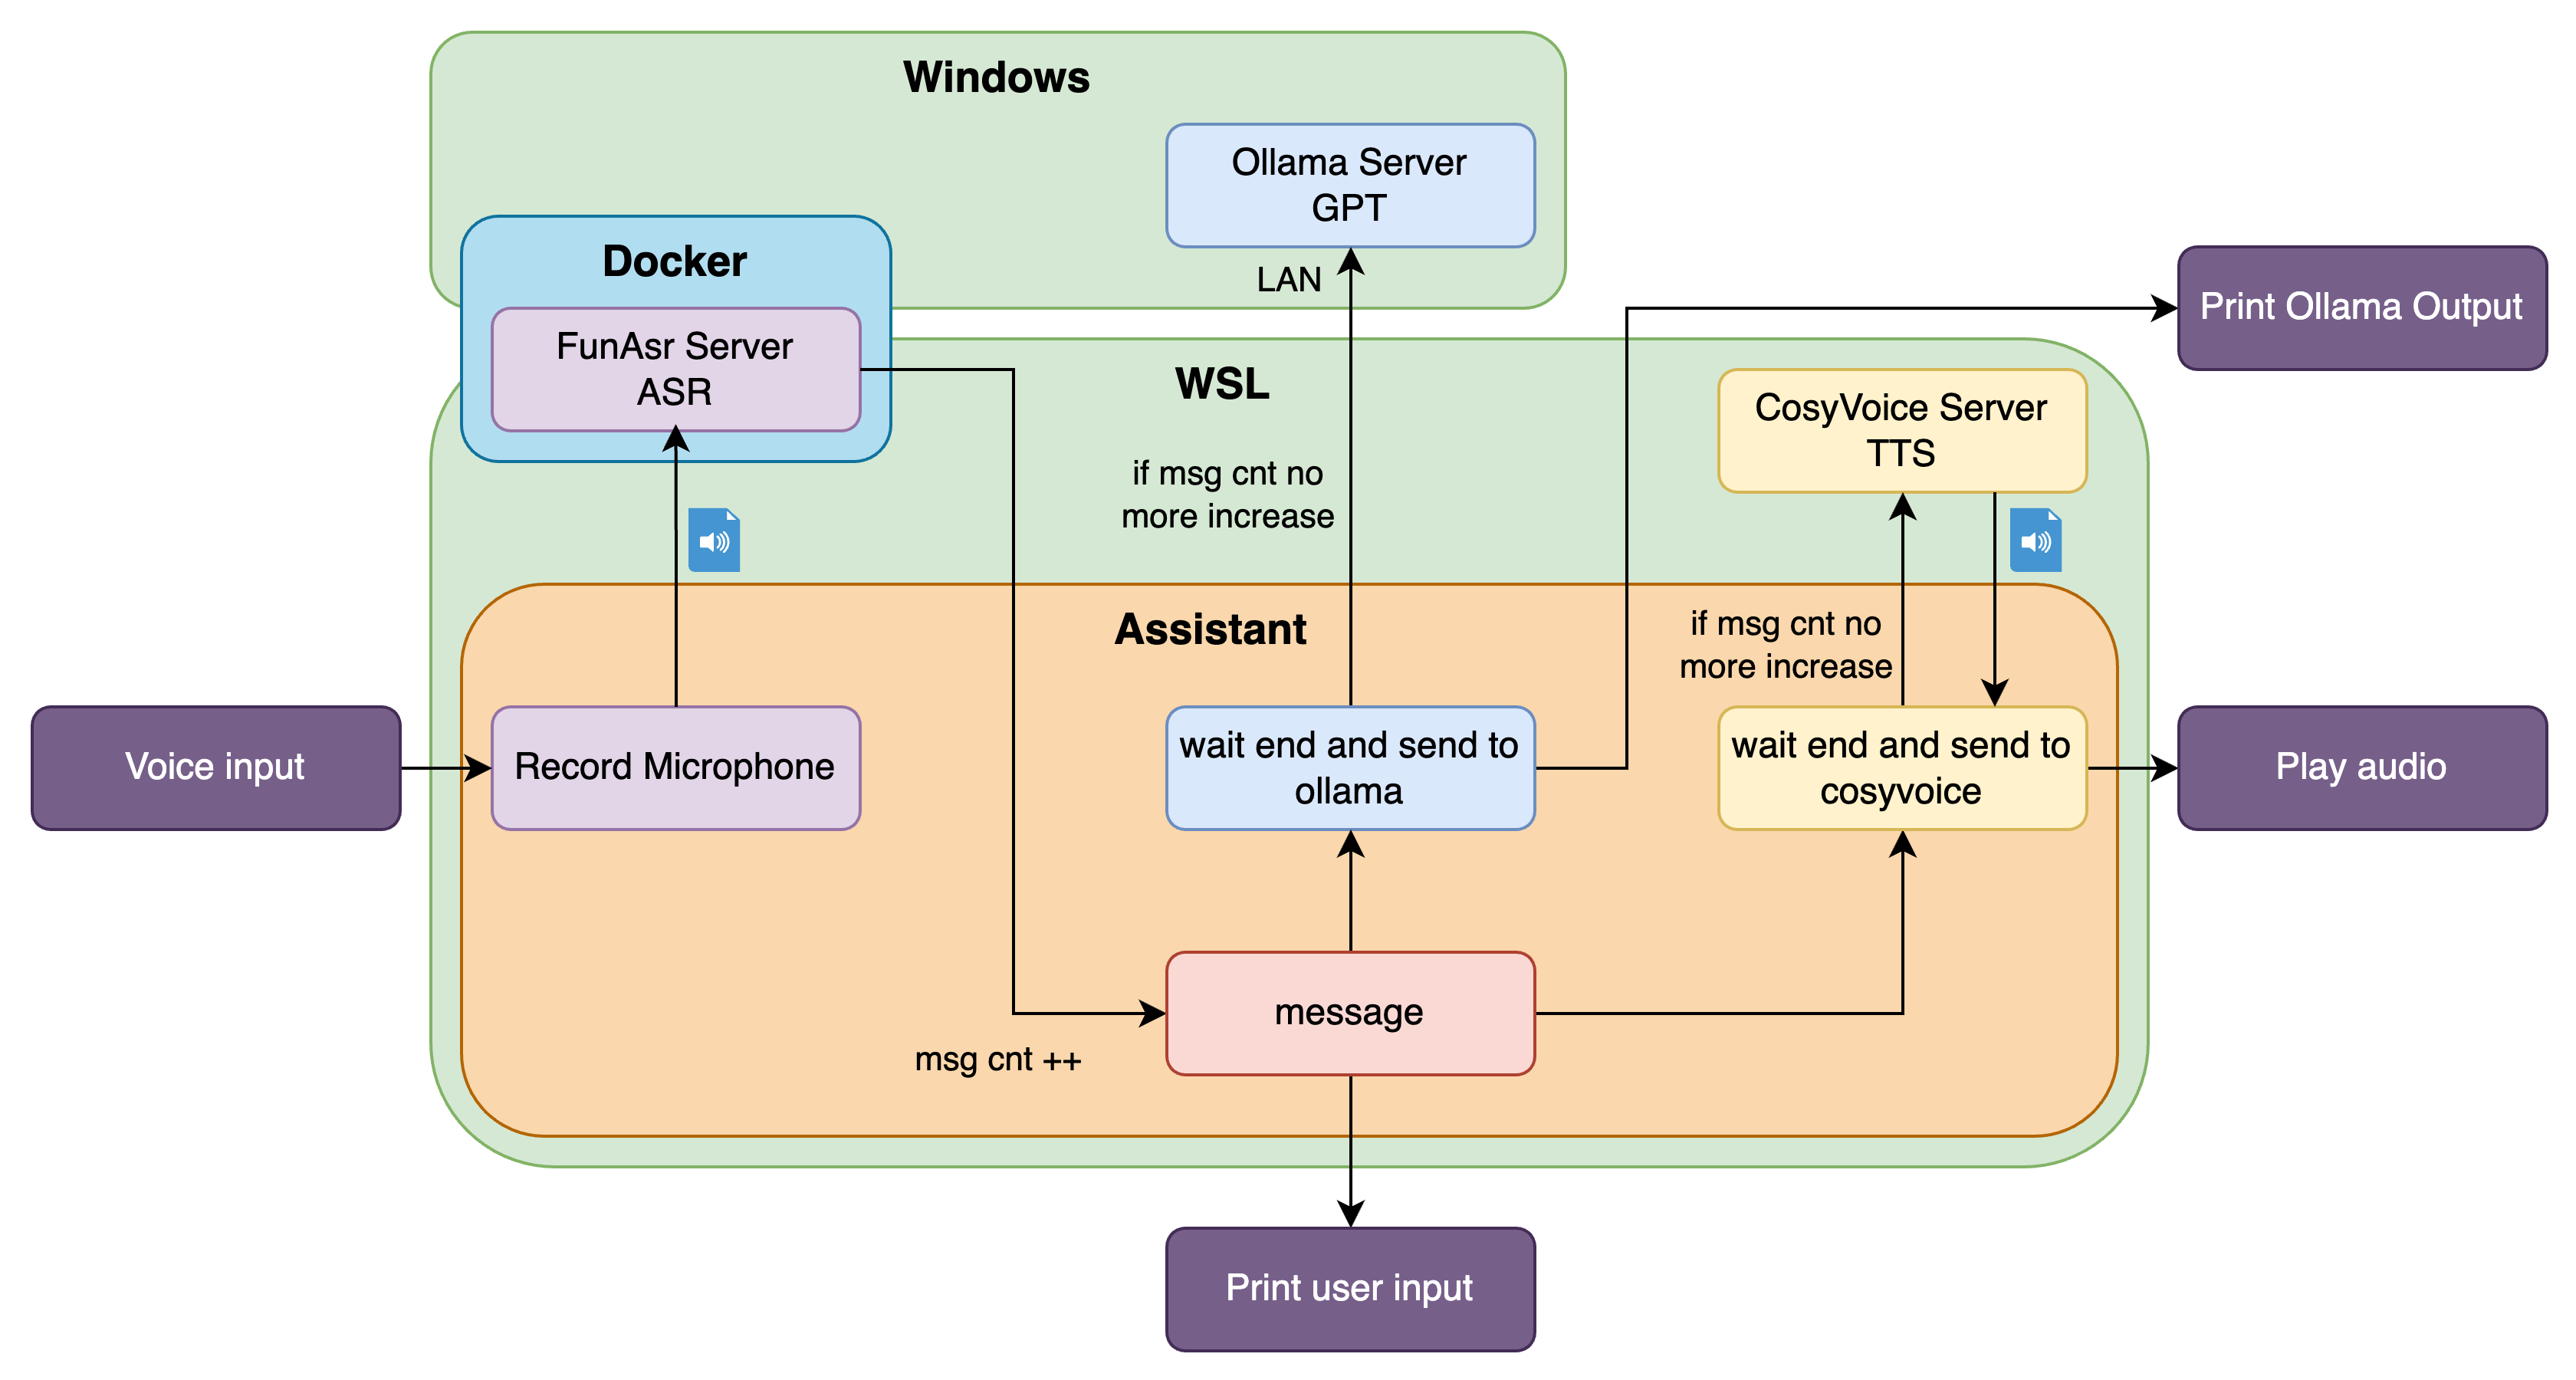 Windows
Ollama Server
GPT
Docker
LAN
Print Ollama Output
FunAsr Server
ASR
WSL
CosyVoice Server
TTS
if msg cnt no
more increase
Assistant
if msg cnt no
more increase
Voice input
Record Microphone
wait end and send to
ollama
wait end and send to
cosyvoice
Play audio
message
msg cnt ++
Print user input